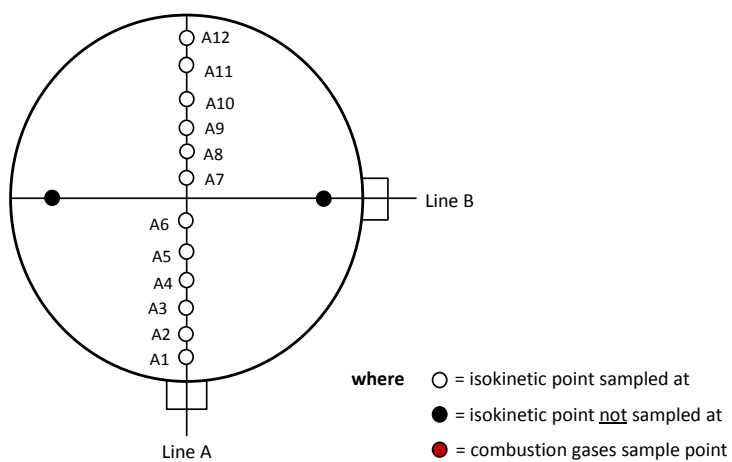 A12
A11
A10
A9
A8
A7
Line B
A6
A5
A4
A3
A2
A1
where = isokinetic point sampled at
= isokinetic point not sampled at
= combustion gases sample point
Line A